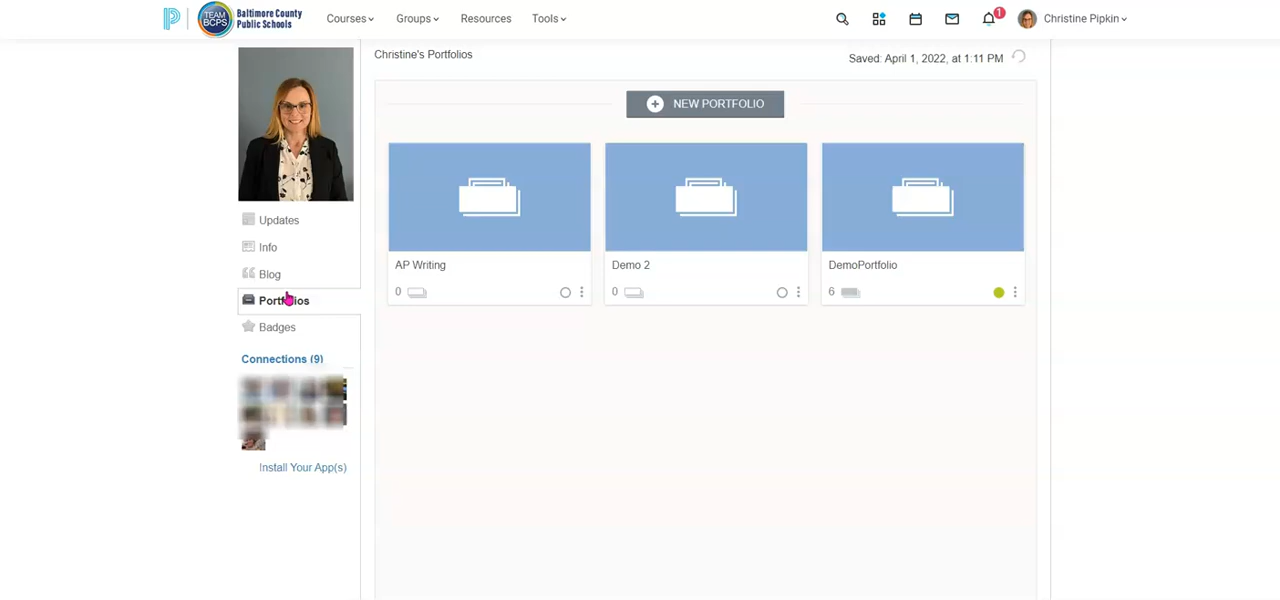 TEAM
BCPS
Baltimore County
Public Schools
Courses
Groups
Resources
Tools
1
Christine Pipkin
Christine's Portfolios
Saved: April 1, 2022, at 1:11 PM
NEW PORTFOLIO
Updates
Info
Blog
Portfolios
Badges
Connections (9)
Install Your App(s)
AP Writing
0
Demo 2
0
DemoPortfolio
6